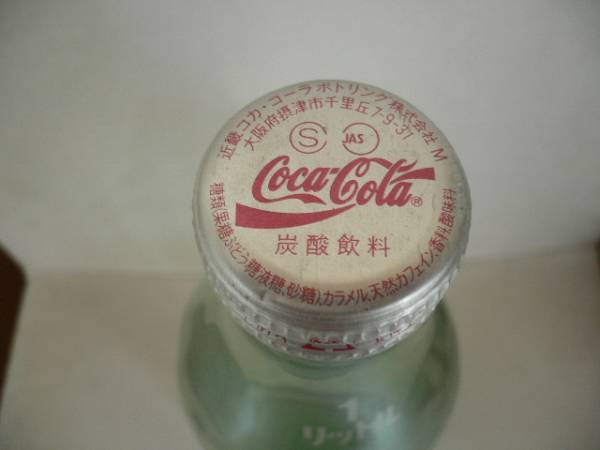 近畿コカ・コーラボトリング株式会社 M
大阪府摂津市千里丘7-9-31
S JAS
Coca-Cola®
炭酸飲料
糖類(果糖ぶどう糖液糖、砂糖)、カラメル、天然カフェイン、香料、酸味料
1
リットル